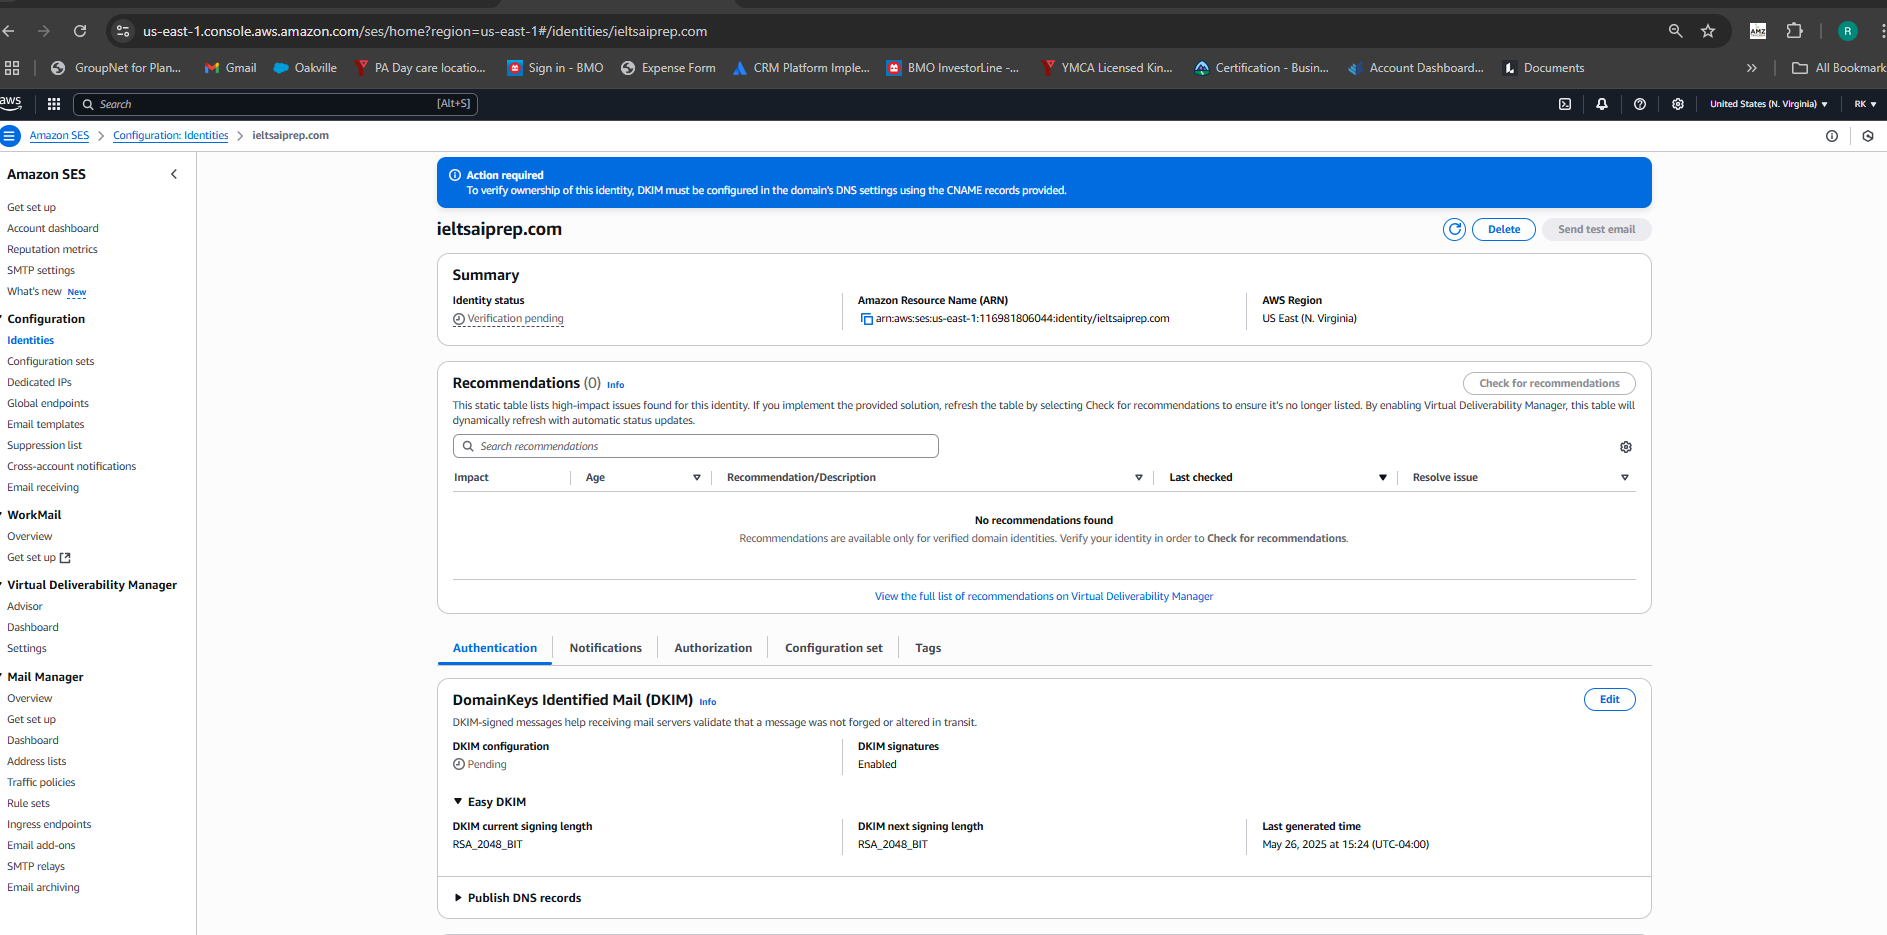 us-east-1.console.aws.amazon.com/ses/home?region=us-east-1#/identities/ieltsaiprep.com
AMZ
R
GroupNet for Plan...
Gmail
Oakville
PA Day care locatio...
Sign in - BMO
Expense Form
CRM Platform Imple...
BMO InvestorLine -...
YMCA Licensed Kin...
Certification - Busin...
Account Dashboard...
Documents
All Bookmark
aws
Search
[Alt+S]
United States (N. Virginia)
RK
Amazon SES
Configuration: Identities
ieltsaiprep.com
Amazon SES
Get set up
Account dashboard
Reputation metrics
SMTP settings
What's new New
Configuration
Identities
Configuration sets
Dedicated IPs
Global endpoints
Email templates
Suppression list
Cross-account notifications
Email receiving
WorkMail
Overview
Get set up
Virtual Deliverability Manager
Advisor
Dashboard
Settings
Mail Manager
Overview
Get set up
Dashboard
Address lists
Traffic policies
Rule sets
Ingress endpoints
Email add-ons
SMTP relays
Email archiving
Action required
To verify ownership of this identity, DKIM must be configured in the domain's DNS settings using the CNAME records provided.
ieltsaiprep.com
Delete
Send test email
Summary
Identity status
Verification pending
Amazon Resource Name (ARN)
arn:aws:ses:us-east-1:116981806044:identity/ieltsaiprep.com
AWS Region
US East (N. Virginia)
Recommendations (0) Info
Check for recommendations
This static table lists high-impact issues found for this identity. If you implement the provided solution, refresh the table by selecting Check for recommendations to ensure it's no longer listed. By enabling Virtual Deliverability Manager, this table will
dynamically refresh with automatic status updates.
Search recommendations
Impact
Age
Recommendation/Description
Last checked
Resolve issue
No recommendations found
Recommendations are available only for verified domain identities. Verify your identity in order to Check for recommendations.
View the full list of recommendations on Virtual Deliverability Manager
Authentication
Notifications
Authorization
Configuration set
Tags
DomainKeys Identified Mail (DKIM) Info
Edit
DKIM-signed messages help receiving mail servers validate that a message was not forged or altered in transit.
DKIM configuration
Pending
DKIM signatures
Enabled
Easy DKIM
DKIM current signing length
RSA_2048_BIT
DKIM next signing length
RSA_2048_BIT
Last generated time
May 26, 2025 at 15:24 (UTC-04:00)
Publish DNS records